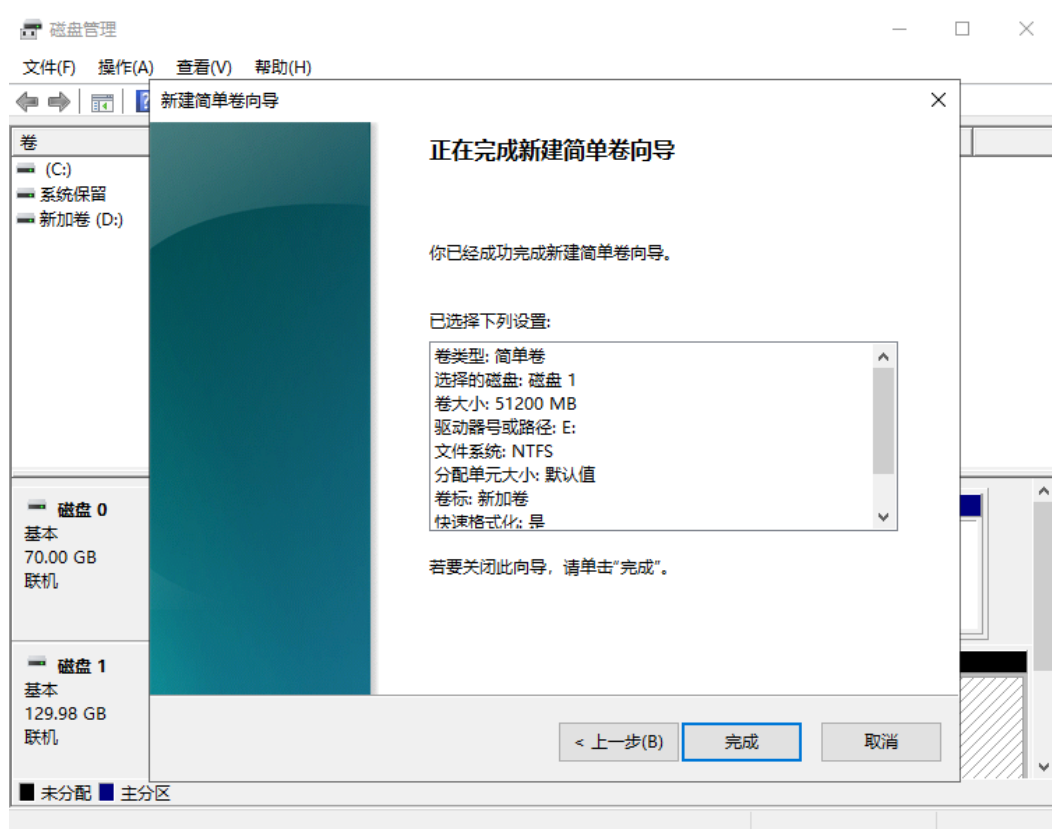 磁盘管理
文件(F) 操作(A) 查看(V) 帮助(H)
新建简单卷向导
卷
(C:)
系统保留
新加卷 (D:)
正在完成新建简单卷向导
你已经成功完成新建简单卷向导。
已选择下列设置:
卷类型: 简单卷
选择的磁盘: 磁盘 1
卷大小: 51200 MB
驱动器号或路径: E:
文件系统: NTFS
分配单元大小: 默认值
卷标: 新加卷
快速格式化: 是
若要关闭此向导，请单击"完成"。
磁盘 0
基本
70.00 GB
联机
磁盘 1
基本
129.98 GB
联机
< 上一步(B) 完成 取消
未分配 主分区